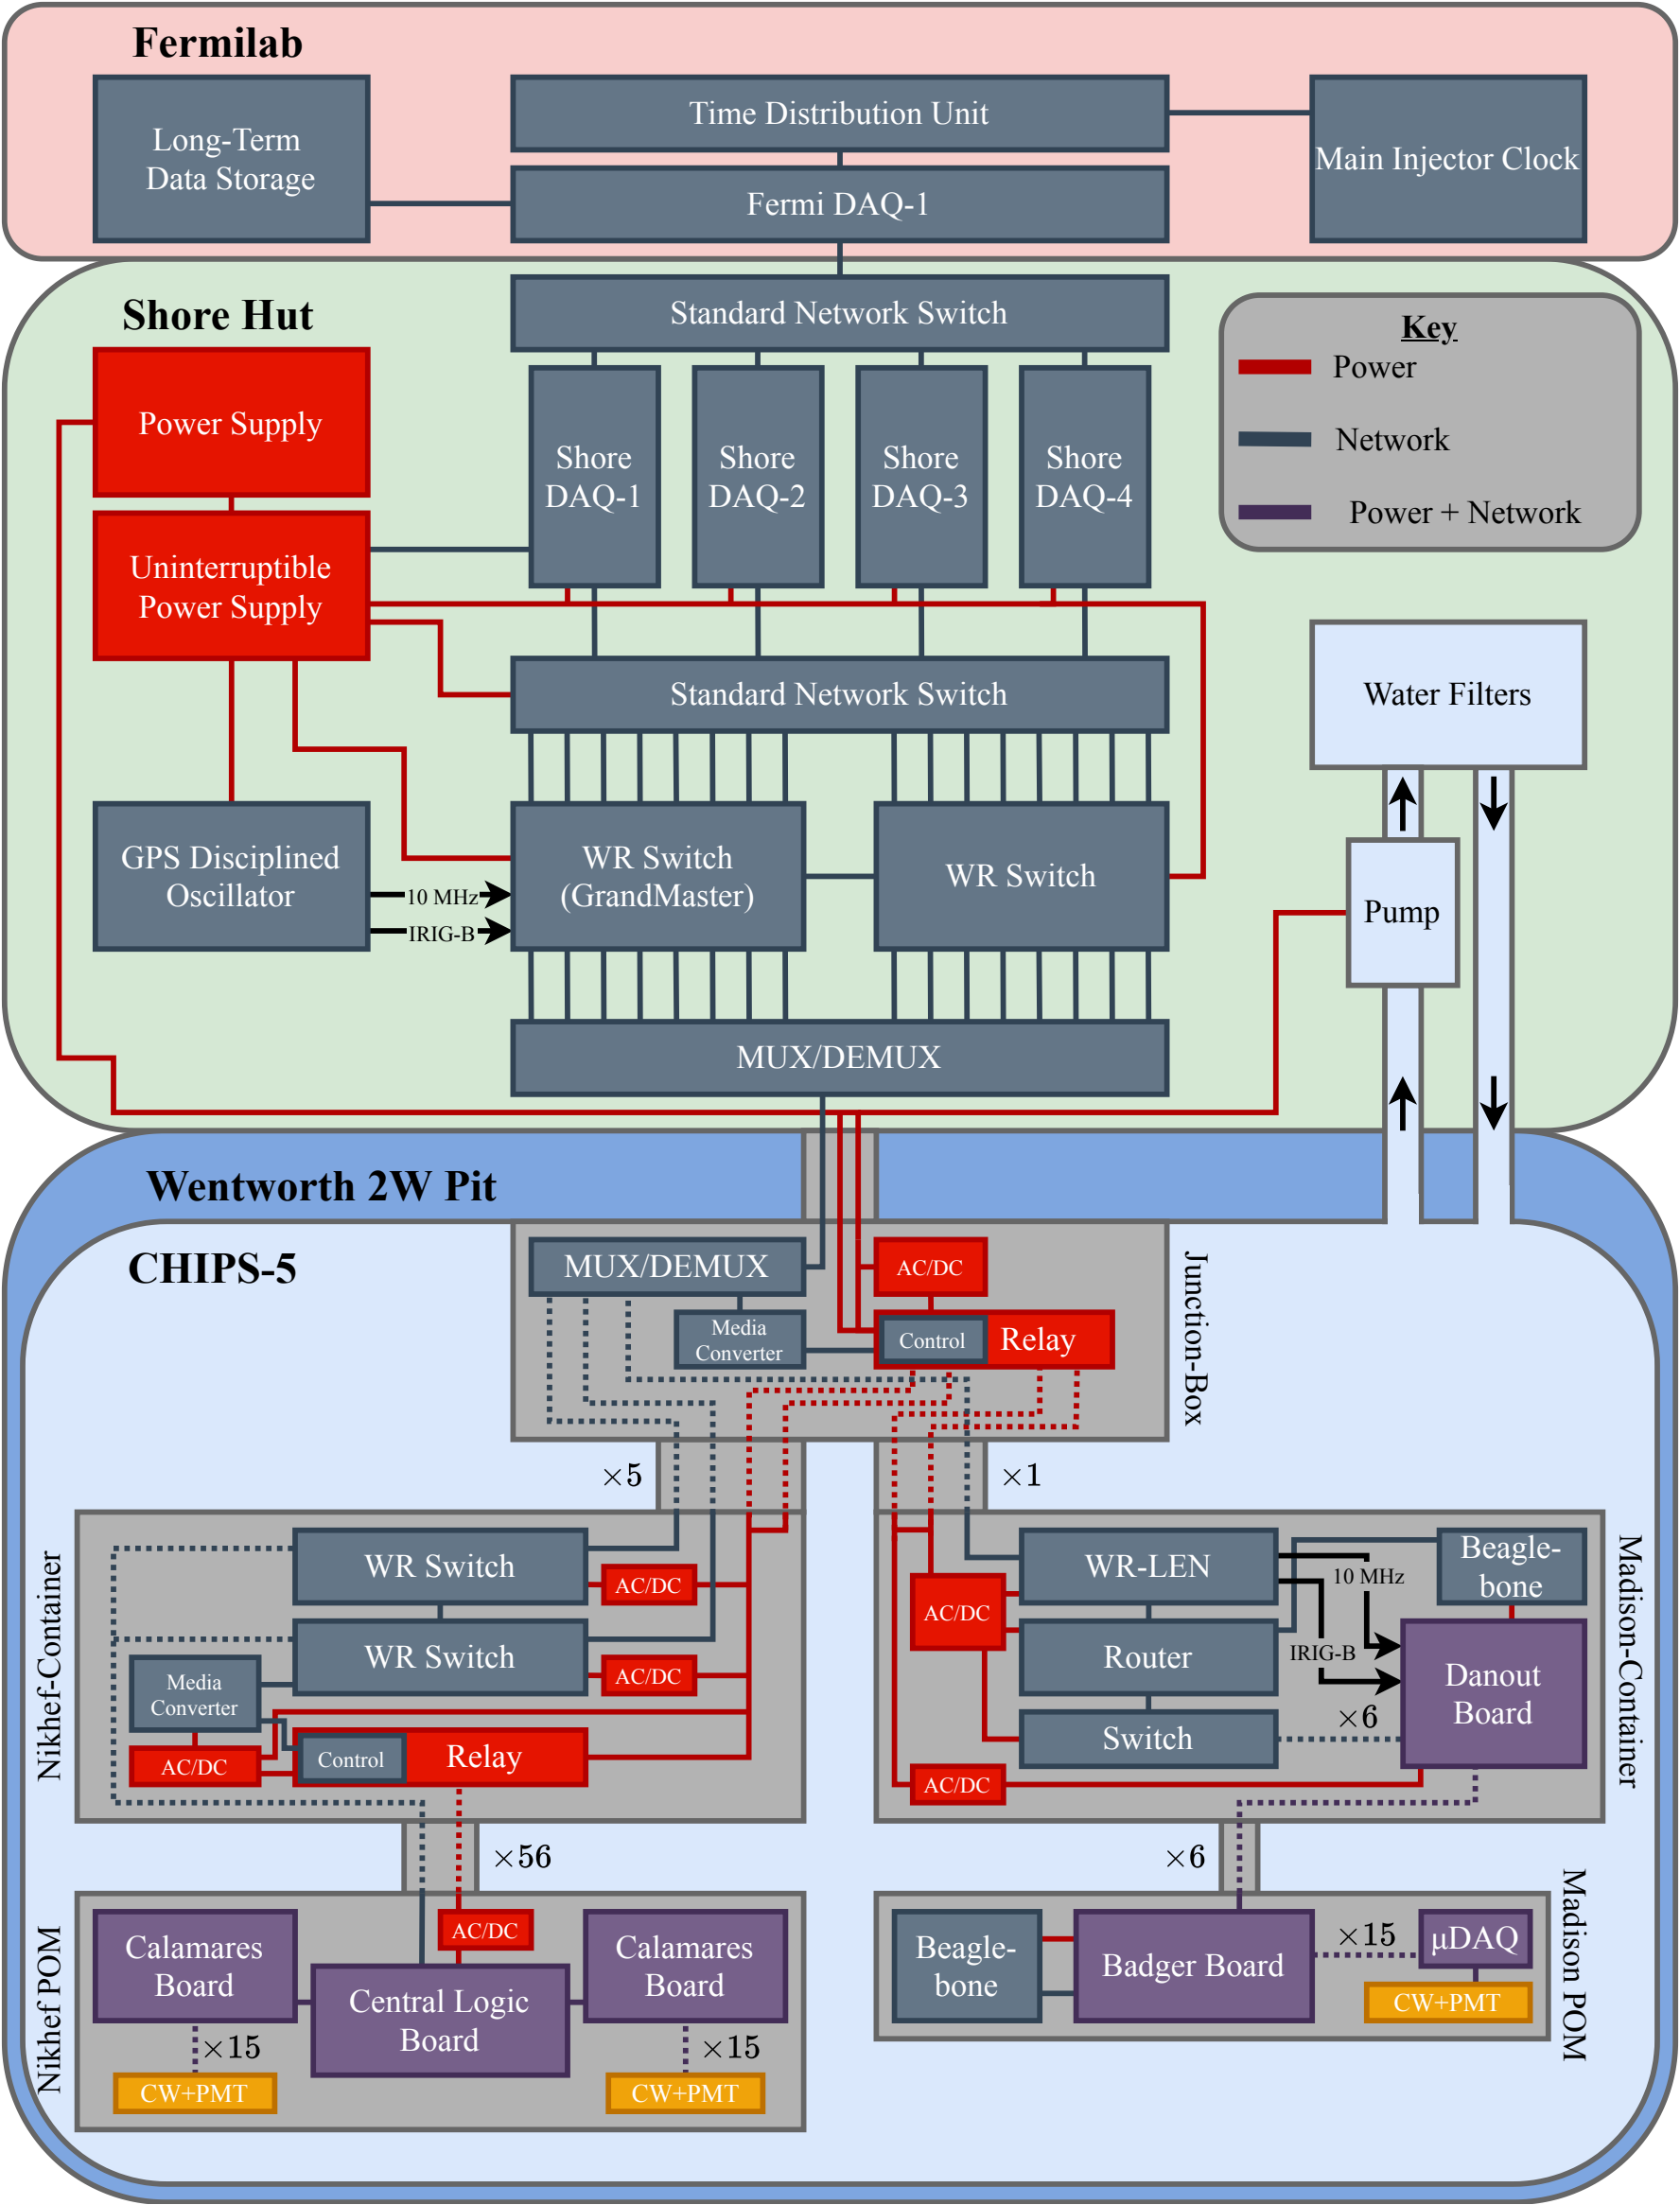 Fermilab
Long-Term
Data Storage
Time Distribution Unit
Main Injector Clock
Fermi DAQ-1
Shore Hut
Standard Network Switch
Key
Power
Network
Power + Network
Power Supply
Shore
DAQ-1
Shore
DAQ-2
Shore
DAQ-3
Shore
DAQ-4
Uninterruptible
Power Supply
Standard Network Switch
Water Filters
GPS Disciplined
Oscillator
10 MHz
IRIG-B
WR Switch
(GrandMaster)
WR Switch
Pump
MUX/DEMUX
Wentworth 2W Pit
CHIPS-5
MUX/DEMUX
AC/DC
Media
Converter
Control
Relay
Junction-Box
×5
×1
Nikhef-Container
WR Switch
AC/DC
WR Switch
AC/DC
Media
Converter
AC/DC
Control
Relay
Madison-Container
WR-LEN
10 MHz
Beagle-
bone
AC/DC
Router
IRIG-B
Danout
Board
×6
Switch
AC/DC
×56
×6
Nikhef POM
Calamares
Board
AC/DC
Calamares
Board
Central Logic
Board
×15
×15
CW+PMT
CW+PMT
Madison POM
Beagle-
bone
Badger Board
×15
μDAQ
CW+PMT